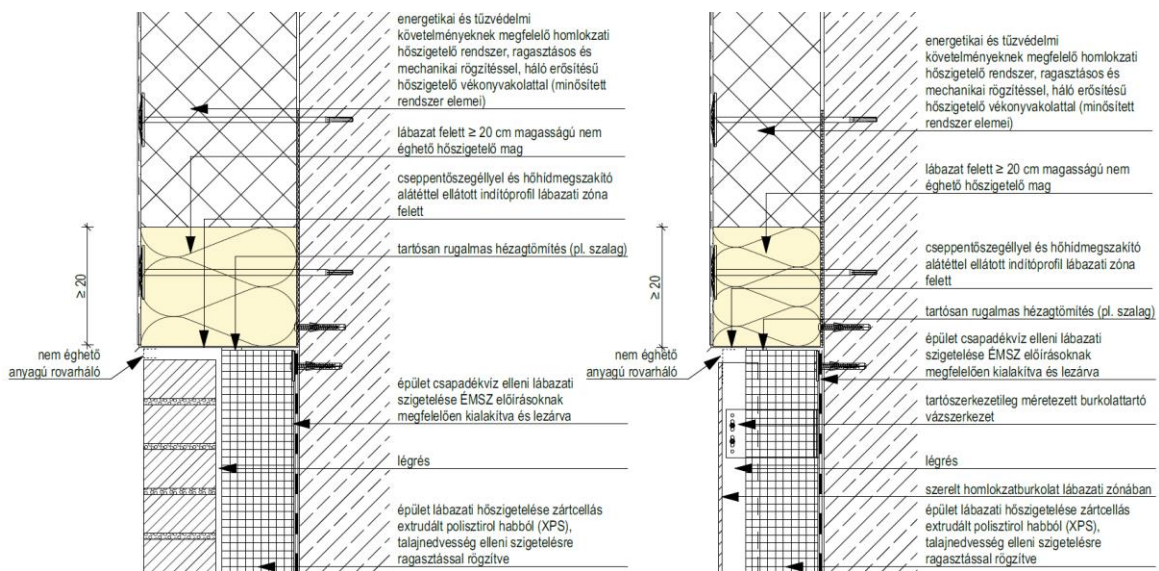 energetikai és tűzvédelmi
követelményeknek megfelelő homlokzati
hőszigetelő rendszer, ragasztásos és
mechanikai rögzítéssel, háló erősítésű
hőszigetelő vékonyvakolattal (minősített
rendszer elemei)
lábazat felett ≥ 20 cm magasságú nem
éghető hőszigetelő mag
cseppentőszegéllyel és hőhídmegszakító
alátéttel ellátott indítóprofil lábazati zóna
felett
tartósan rugalmas hézagtömítés (pl. szalag)
≥ 20
nem éghető
anyagú rovarháló
épület csapadékvíz elleni lábazati
szigetelése ÉMSZ előírásoknak
megfelelően kialakítva és lezárva
légrés
épület lábazati hőszigetelése zártcellás
extrudált polisztirol habból (XPS),
talajnedvesség elleni szigetelésre
ragasztással rögzítve
energetikai és tűzvédelmi
követelményeknek megfelelő homlokzati
hőszigetelő rendszer, ragasztásos és
mechanikai rögzítéssel, háló erősítésű
hőszigetelő vékonyvakolattal (minősített
rendszer elemei)
lábazat felett ≥ 20 cm magasságú nem
éghető hőszigetelő mag
cseppentőszegéllyel és hőhídmegszakító
alátéttel ellátott indítóprofil lábazati zóna
felett
tartósan rugalmas hézagtömítés (pl. szalag)
≥ 20
nem éghető
anyagú rovarháló
épület csapadékvíz elleni lábazati
szigetelése ÉMSZ előírásoknak
megfelelően kialakítva és lezárva
tartószerkezetileg méretezett burkolattartó
vázszerkezet
légrés
szerelt homlokzatburkolat lábazati zónában
épület lábazati hőszigetelése zártcellás
extrudált polisztirol habból (XPS),
talajnedvesség elleni szigetelésre
ragasztással rögzítve